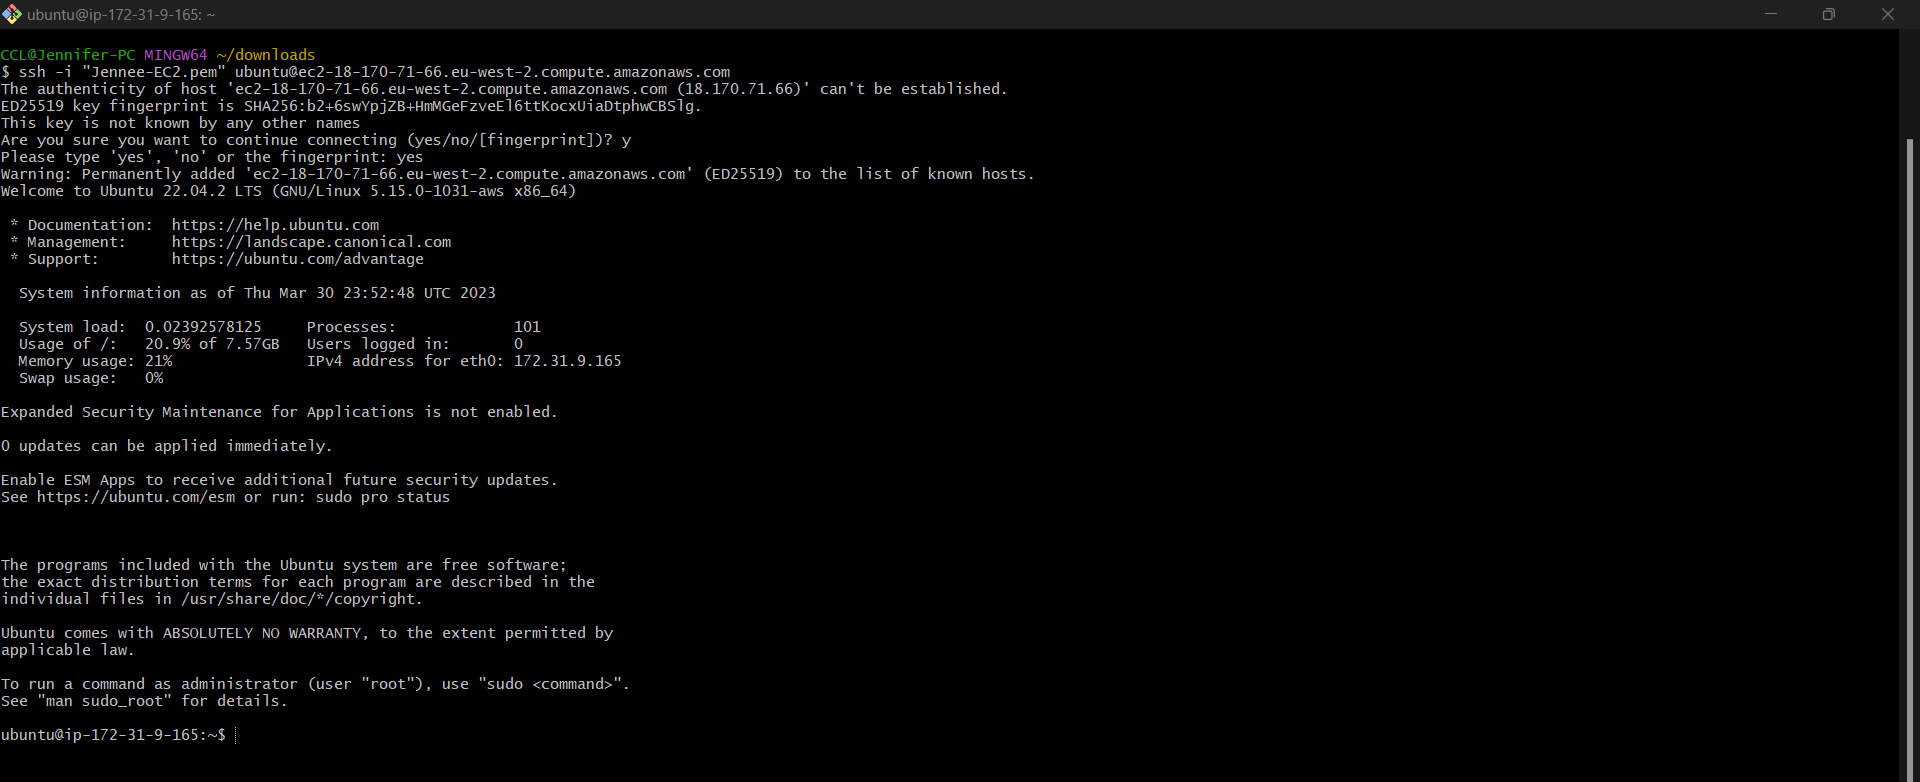 ubuntu@ip-172-31-9-165: ~
CCL@Jennifer-PC MINGW64 ~/downloads
$ ssh -i "Jennee-EC2.pem" ubuntu@ec2-18-170-71-66.eu-west-2.compute.amazonaws.com
The authenticity of host 'ec2-18-170-71-66.eu-west-2.compute.amazonaws.com (18.170.71.66)' can't be established.
ED25519 key fingerprint is SHA256:b2+6swYpjZB+HmMGeFzveEl6ttKocxUiaDtphwCBSlg.
This key is not known by any other names
Are you sure you want to continue connecting (yes/no/[fingerprint])? y
Please type 'yes', 'no' or the fingerprint: yes
Warning: Permanently added 'ec2-18-170-71-66.eu-west-2.compute.amazonaws.com' (ED25519) to the list of known hosts.
Welcome to Ubuntu 22.04.2 LTS (GNU/Linux 5.15.0-1031-aws x86_64)
* Documentation:  https://help.ubuntu.com
* Management:     https://landscape.canonical.com
* Support:        https://ubuntu.com/advantage
System information as of Thu Mar 30 23:52:48 UTC 2023
System load:  0.02392578125     Processes:             101
Usage of /:   20.9% of 7.57GB   Users logged in:       0
Memory usage: 21%               IPv4 address for eth0: 172.31.9.165
Swap usage:   0%
Expanded Security Maintenance for Applications is not enabled.
0 updates can be applied immediately.
Enable ESM Apps to receive additional future security updates.
See https://ubuntu.com/esm or run: sudo pro status
The programs included with the Ubuntu system are free software;
the exact distribution terms for each program are described in the
individual files in /usr/share/doc/*/copyright.
Ubuntu comes with ABSOLUTELY NO WARRANTY, to the extent permitted by
applicable law.
To run a command as administrator (user "root"), use "sudo <command>".
See "man sudo_root" for details.
ubuntu@ip-172-31-9-165:~$